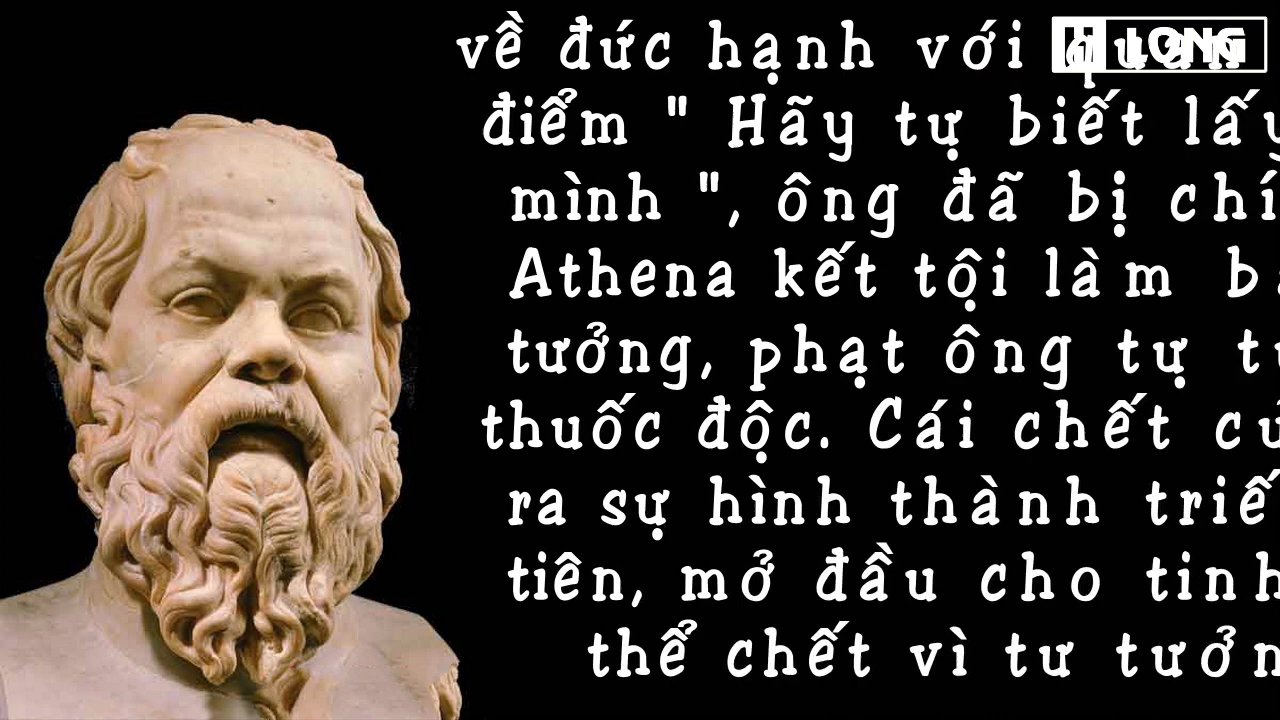 về đức hạnh với quan
LONG
điểm " Hãy tự biết lấy
mình ", ông đã bị
Athena kết tội làm
tưởng, phạt ông tự
thuốc độc. Cái chết
ra sự hình thành
tiên, mở đầu cho tinh
thể chết vì tư